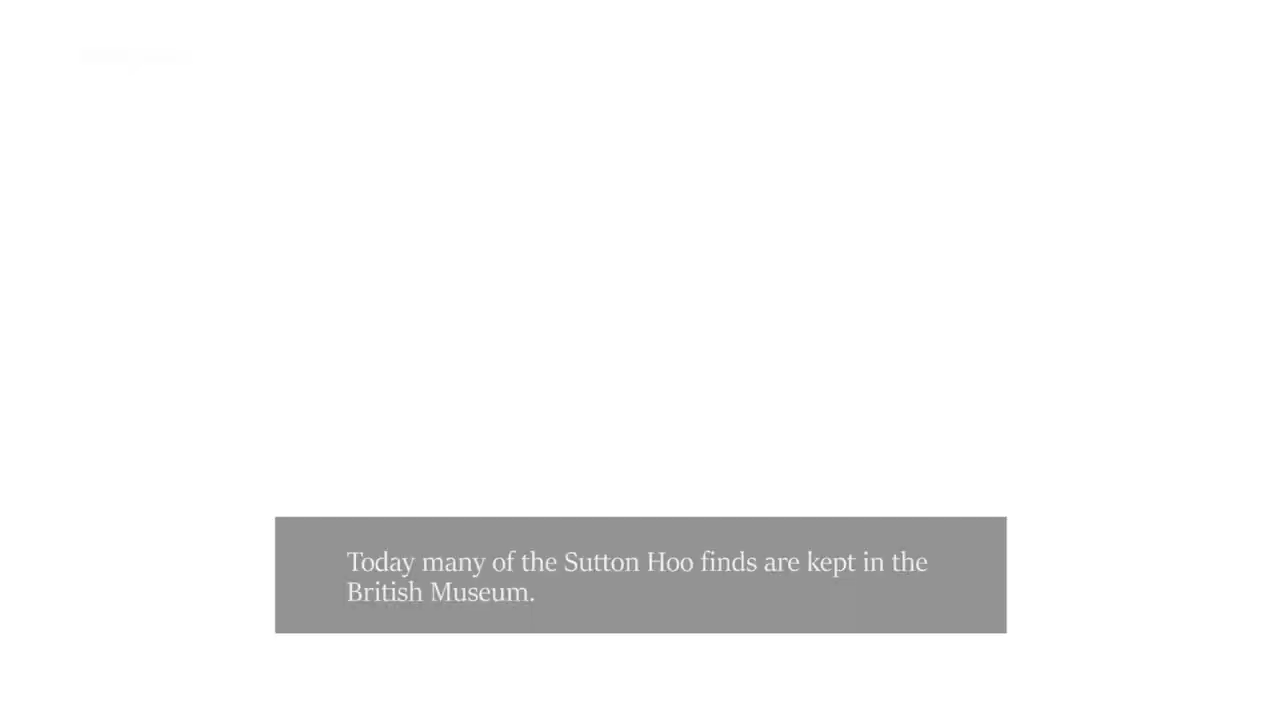 Today many of the Sutton Hoo finds are kept in the
British Museum.